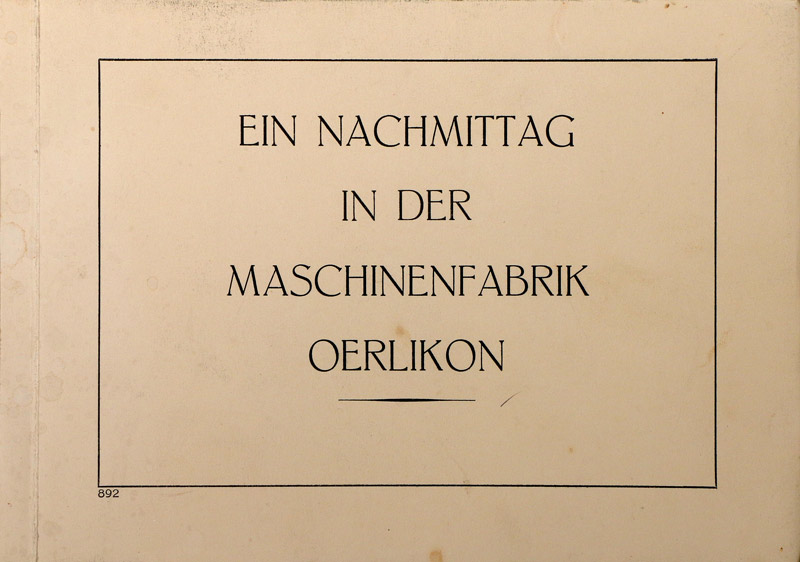 EIN NACHMITTAG
IN DER
MASCHINENFABRIK
OERLIKON
892